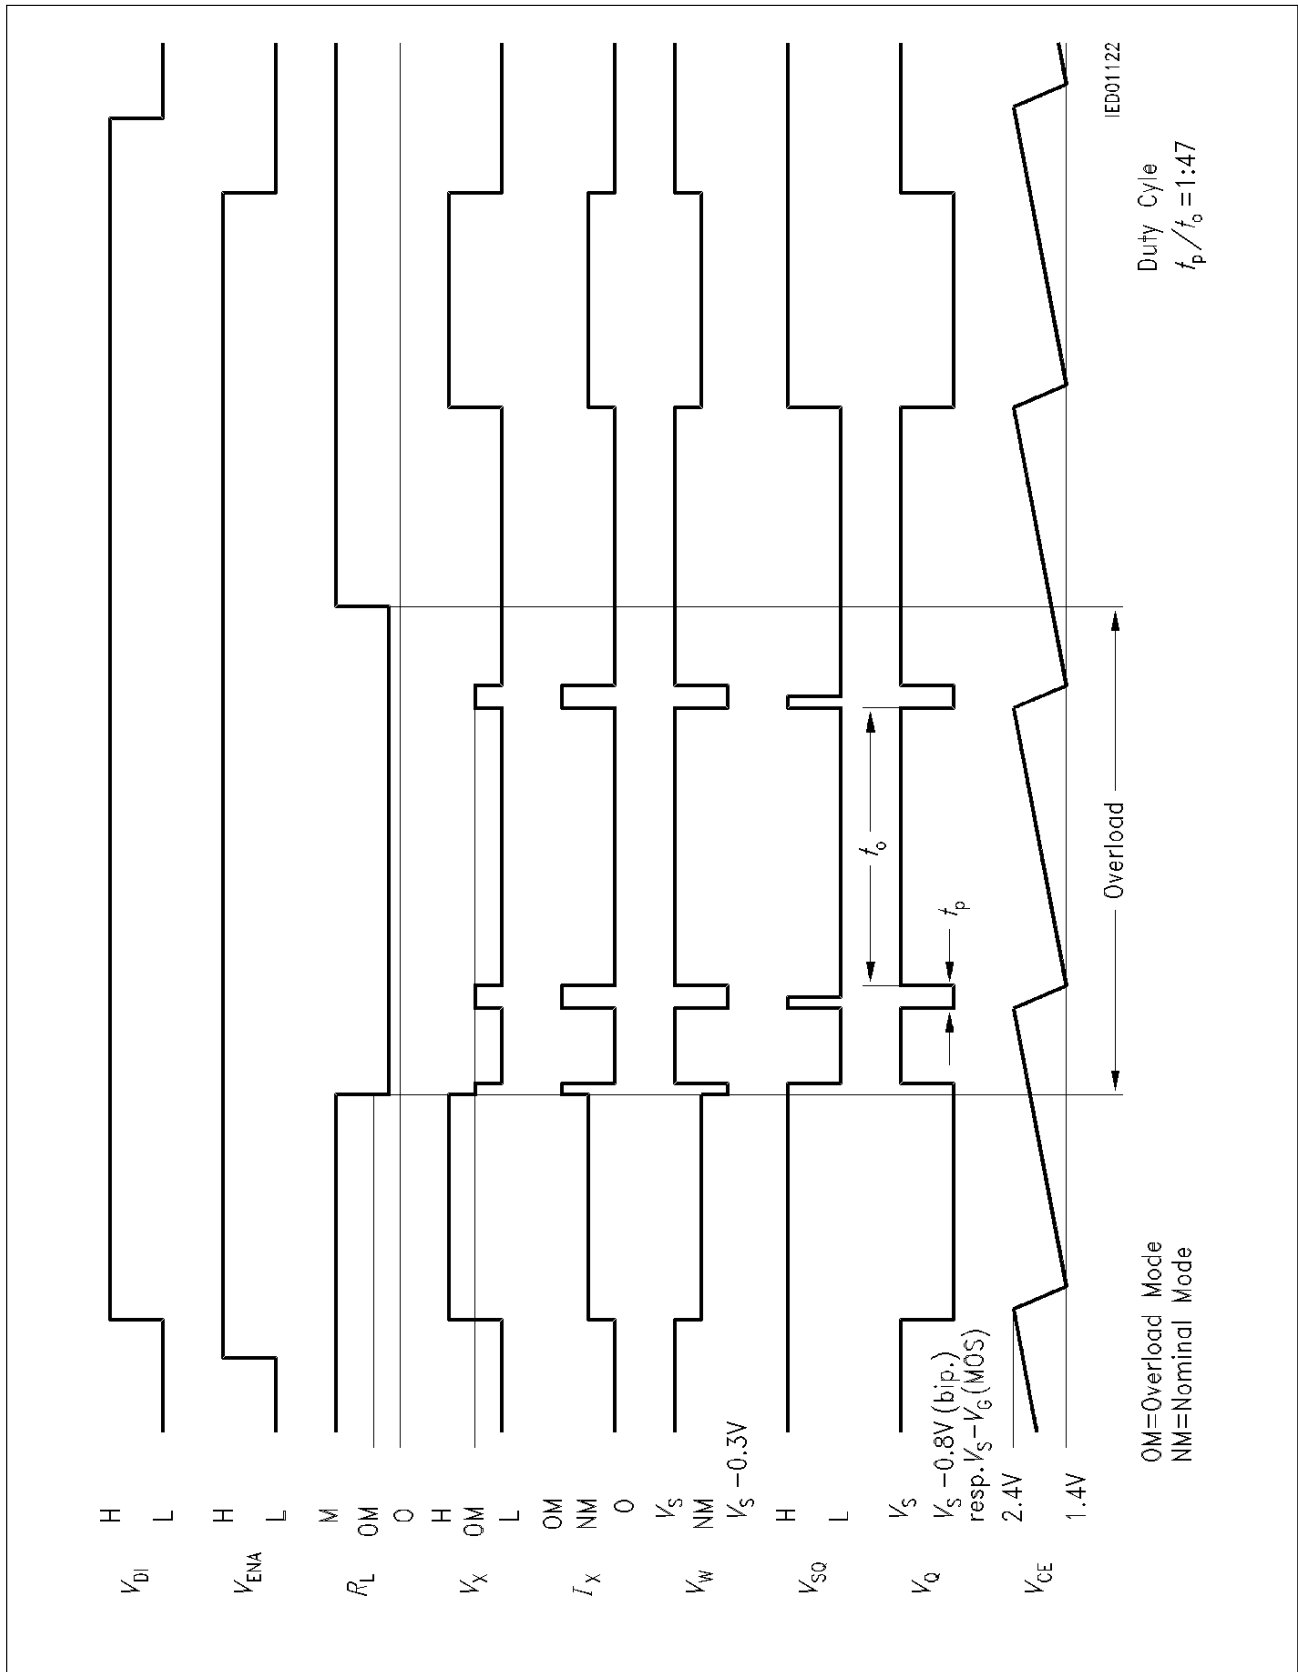 V_DI H
L
V_ENA H
L
R_L M
OM
O
V_X H
OM
L
I_X OM
NM
O
V_W V_S
NM
V_S −0.3V
V_SQ H
L
V_Q V_S
V_S −0.8V (bip.)
resp. V_S−V_G (MOS)
V_CE 2.4V
1.4V
t_o
t_p
Overload
OM=Overload Mode
NM=Nominal Mode
Duty Cyle
t_p/t_o=1:47
IED01122